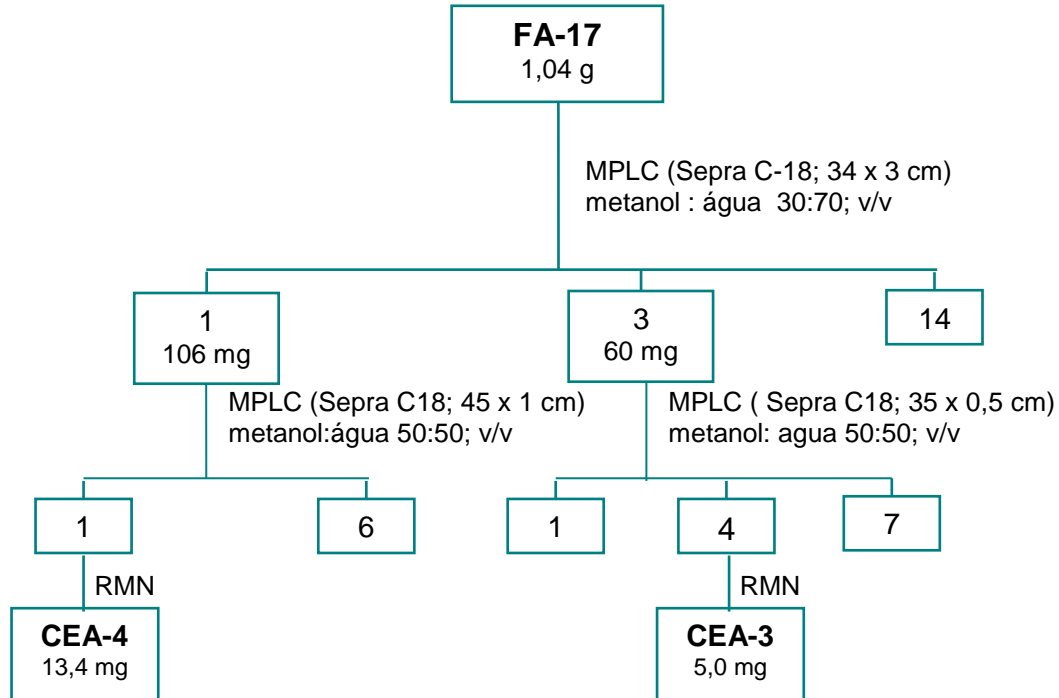 FA-17
1,04 g
MPLC (Sepra C-18; 34 x 3 cm)
metanol : água 30:70; v/v
1
106 mg
3
60 mg
14
MPLC (Sepra C18; 45 x 1 cm)
metanol:água 50:50; v/v
MPLC ( Sepra C18; 35 x 0,5 cm)
metanol: agua 50:50; v/v
1
6
1
4
7
RMN
RMN
CEA-4
13,4 mg
CEA-3
5,0 mg